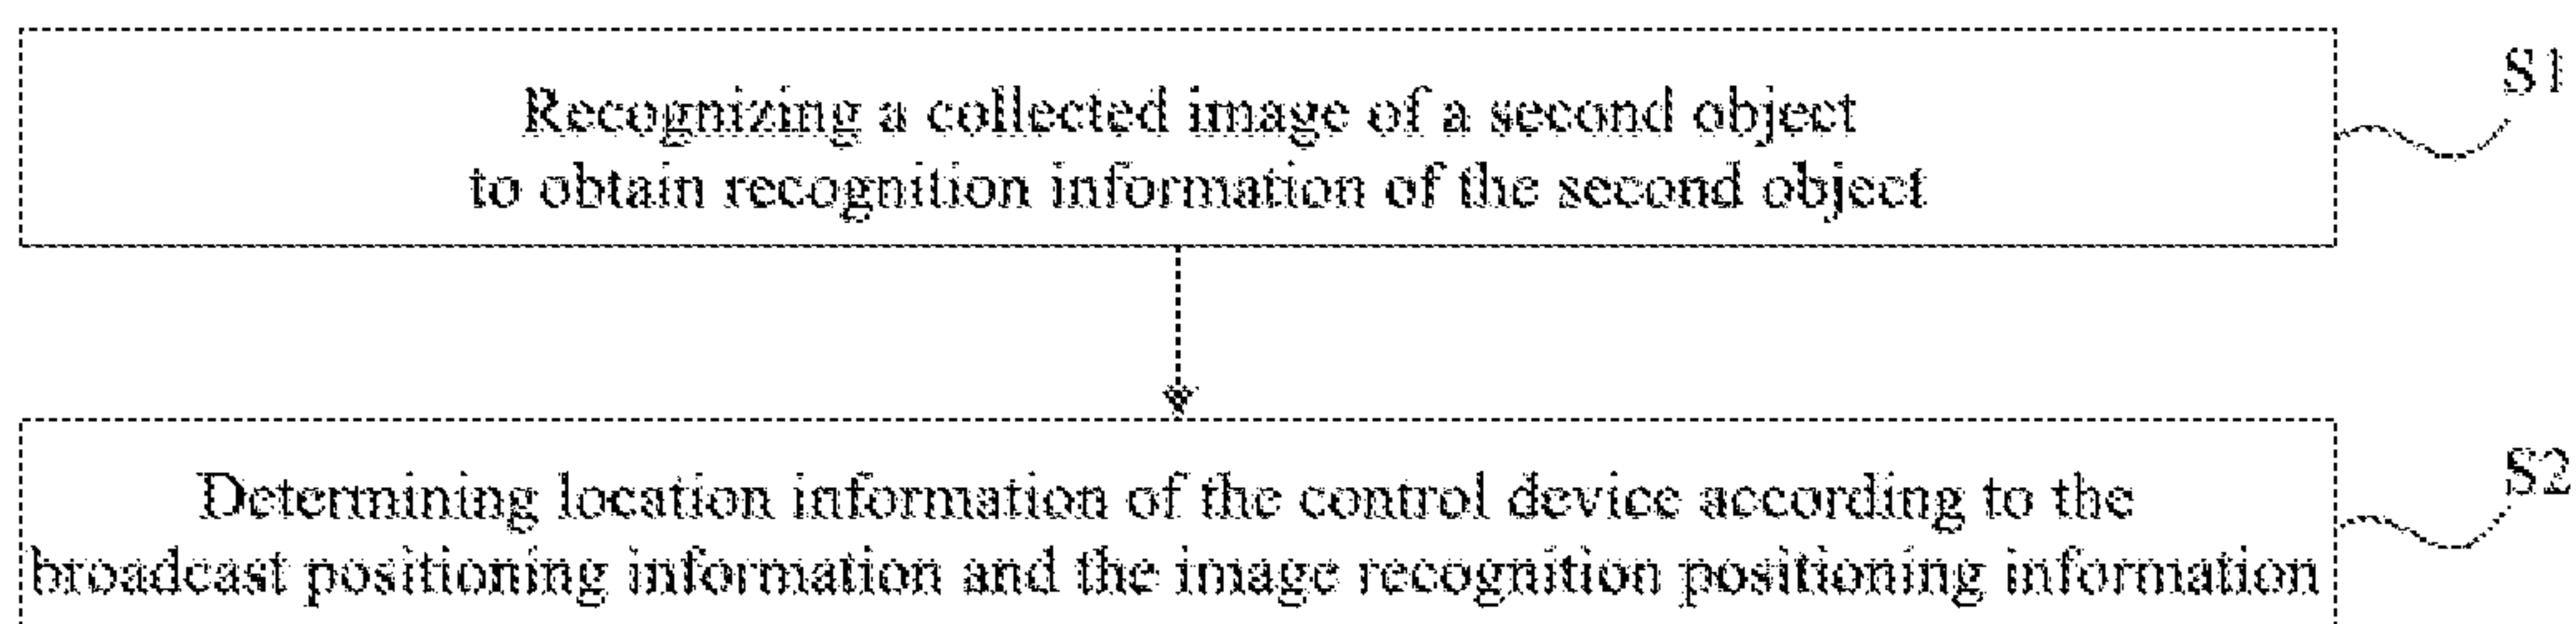 S1
Recognizing a collected image of a second object
to obtain recognition information of the second object
S2
Determining location information of the control device according to the
broadcast positioning information and the image recognition positioning information